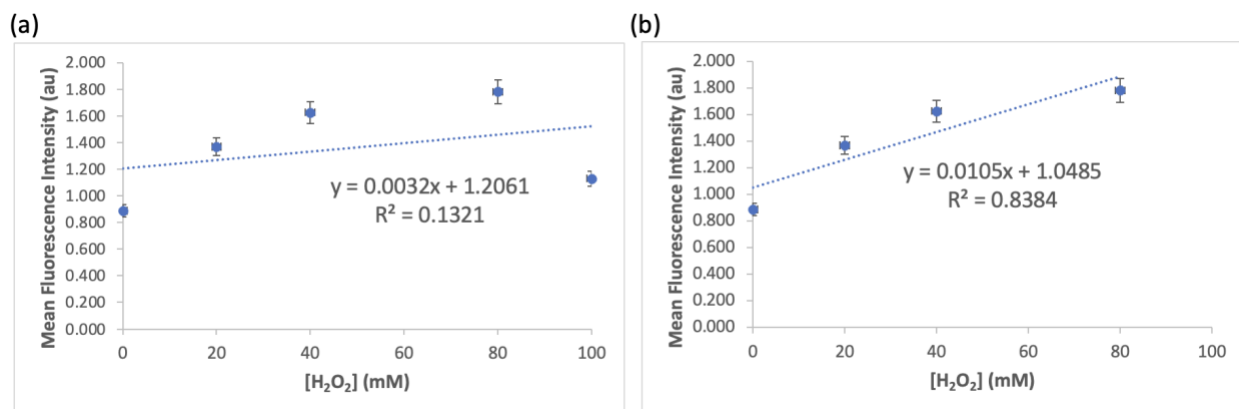 (a)
Mean Fluorescence Intensity (au)
2.000
1.800
1.600
1.400
1.200
1.000
0.800
0.600
0.400
0.200
0.000
y = 0.0032x + 1.2061
R² = 0.1321
0 20 40 60 80 100
[H₂O₂] (mM)
(b)
Mean Fluorescence Intensity (au)
2.000
1.800
1.600
1.400
1.200
1.000
0.800
0.600
0.400
0.200
0.000
y = 0.0105x + 1.0485
R² = 0.8384
0 20 40 60 80 100
[H₂O₂] (mM)